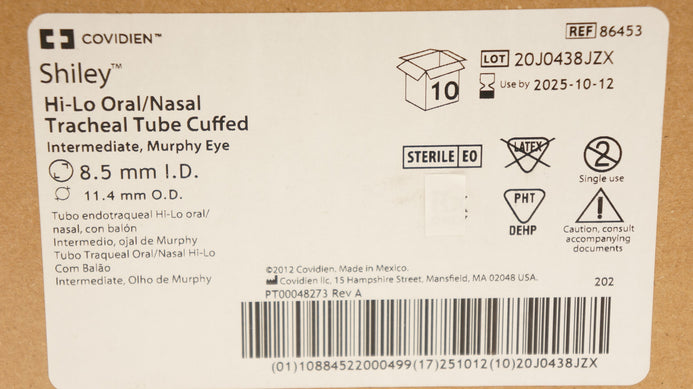 COVIDIEN™
REF 86453
Shiley™
LOT 20J0438JZX
10
Use by 2025-10-12
Hi-Lo Oral/Nasal
Tracheal Tube Cuffed
Intermediate, Murphy Eye
STERILE EO
LATEX
2
Single use
8.5 mm I.D.
11.4 mm O.D.
PHT
DEHP
Caution, consult
accompanying
documents
Tubo endotraqueal Hi-Lo oral/
nasal, con balón
Intermedio, ojal de Murphy
Tubo Traqueal Oral/Nasal Hi-Lo
Com Balão
Intermediate, Olho de Murphy
©2012 Covidien. Made in Mexico.
Covidien llc, 15 Hampshire Street, Mansfield, MA 02048 USA.
202
PT00048273 Rev A
(01)10884522000499(17)251012(10)20J0438JZX